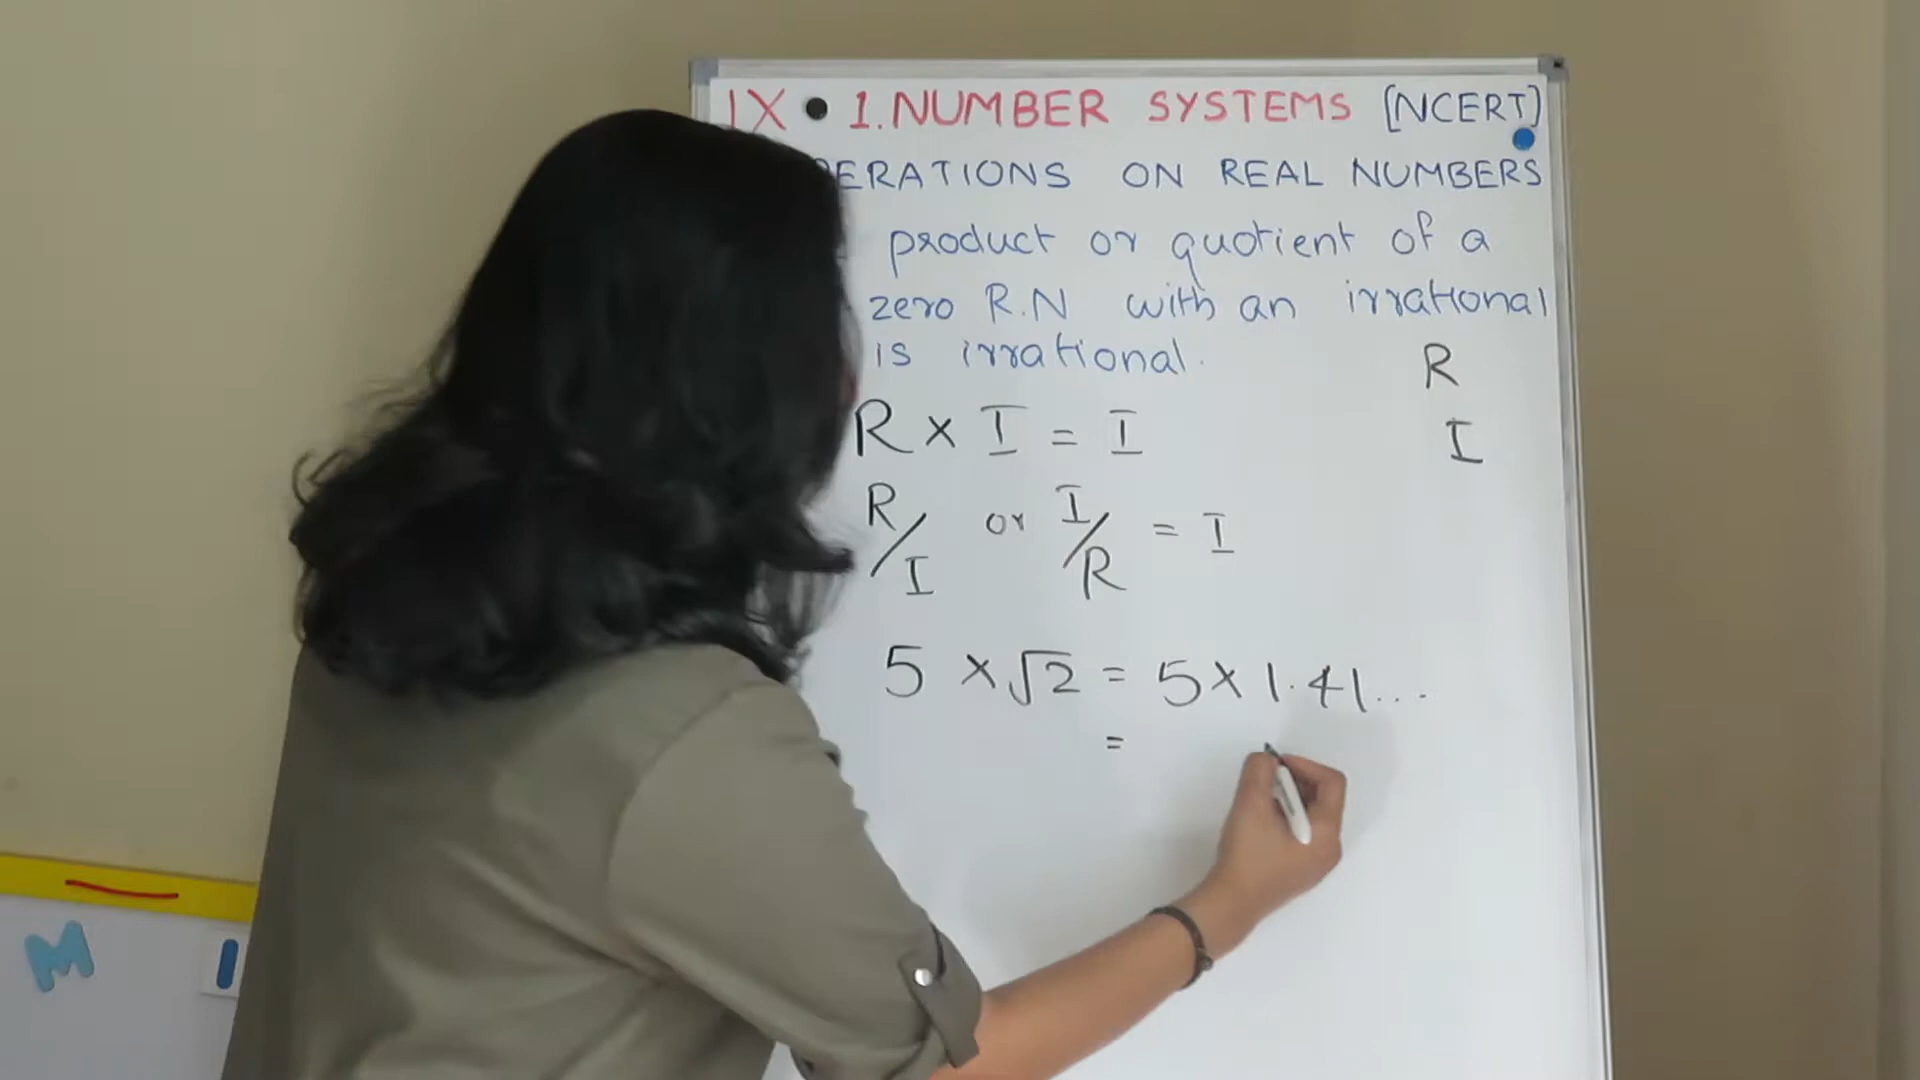 IX • 1. NUMBER SYSTEMS [NCERT]
ERATIONS ON REAL NUMBERS
product or quotient of a
zero R.N with an irrational
is irrational.
R
R × I = I
I
R/I or I/R = I
5 × √2 = 5 × 1.41...
=
M